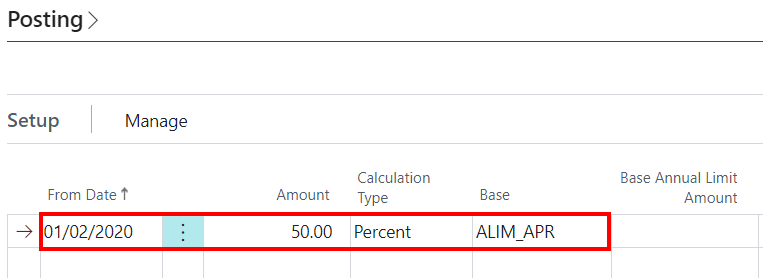 Posting >
Setup Manage
From Date ↑ Amount Calculation Type Base Base Annual Limit Amount
01/02/2020 50.00 Percent ALIM_APR